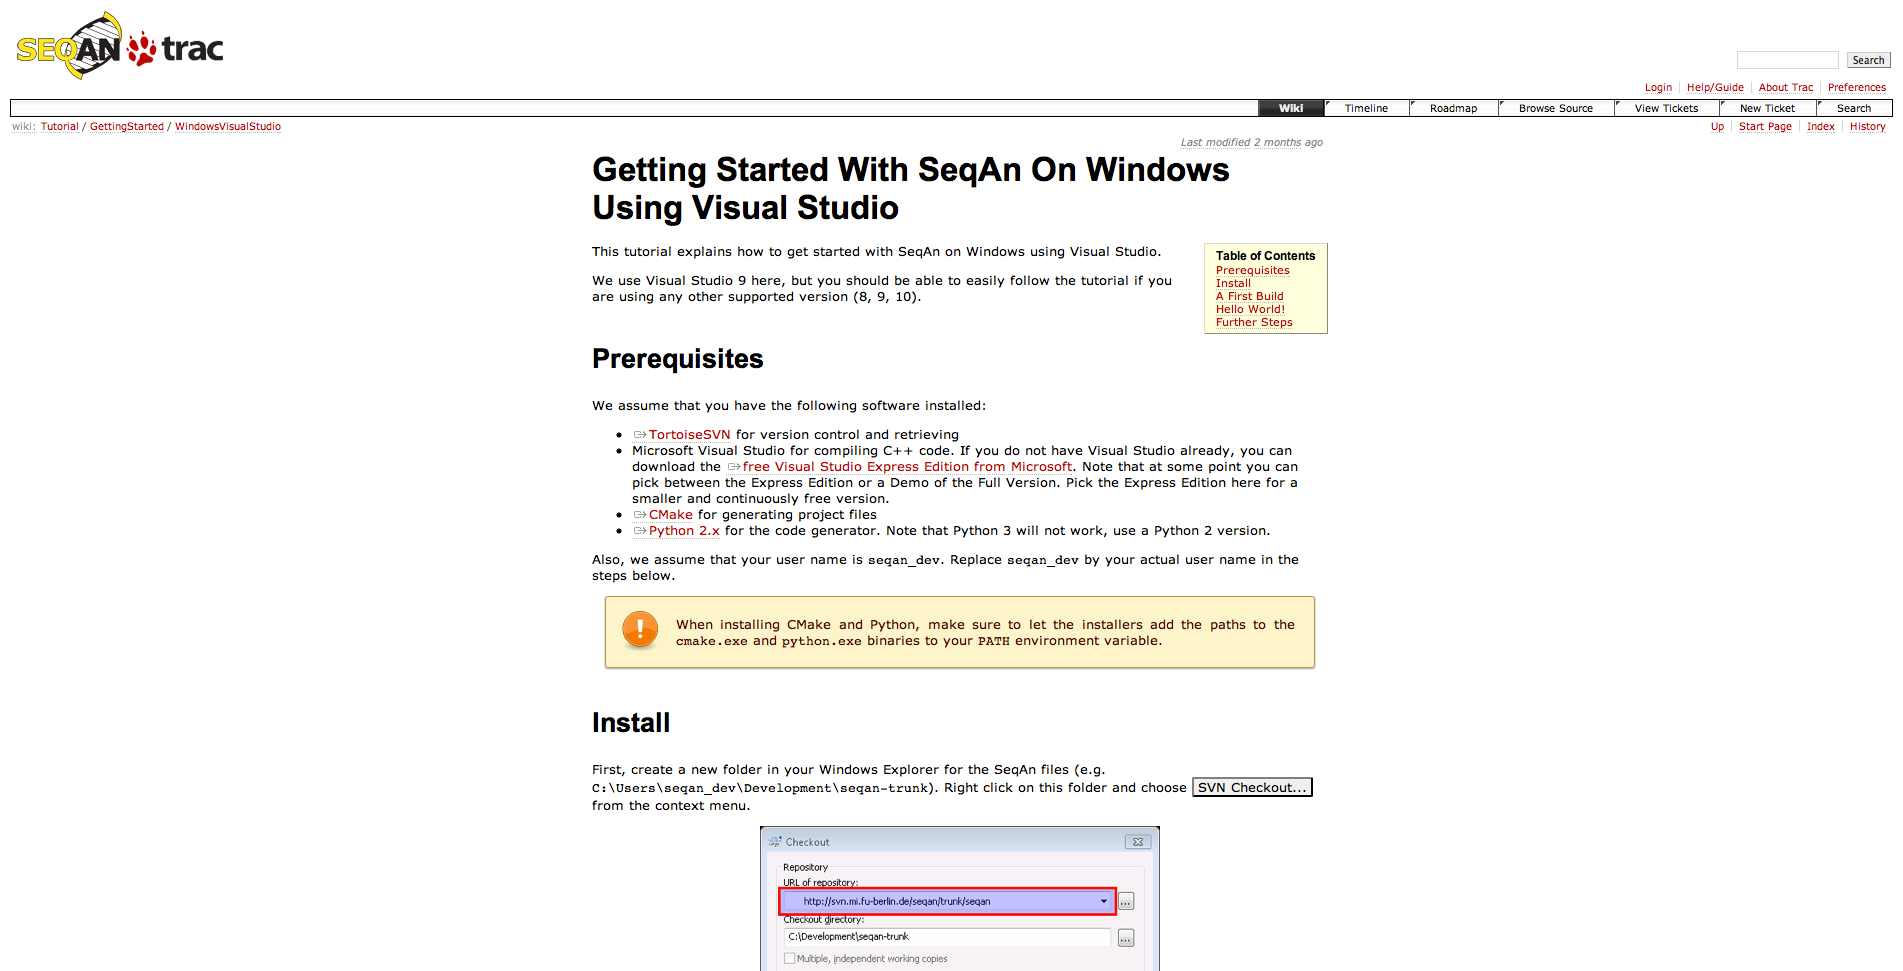 SEQAN trac
Search
Login Help/Guide About Trac Preferences
Wiki Timeline Roadmap Browse Source View Tickets New Ticket Search
wiki: Tutorial / GettingStarted / WindowsVisualStudio
Up Start Page Index History
Last modified 2 months ago
Getting Started With SeqAn On Windows
Using Visual Studio
This tutorial explains how to get started with SeqAn on Windows using Visual Studio.
We use Visual Studio 9 here, but you should be able to easily follow the tutorial if you
are using any other supported version (8, 9, 10).
Table of Contents
Prerequisites
Install
A First Build
Hello World!
Further Steps
Prerequisites
We assume that you have the following software installed:
• TortoiseSVN for version control and retrieving
• Microsoft Visual Studio for compiling C++ code. If you do not have Visual Studio already, you can
download the free Visual Studio Express Edition from Microsoft. Note that at some point you can
pick between the Express Edition or a Demo of the Full Version. Pick the Express Edition here for a
smaller and continuously free version.
• CMake for generating project files
• Python 2.x for the code generator. Note that Python 3 will not work, use a Python 2 version.
Also, we assume that your user name is seqan_dev. Replace seqan_dev by your actual user name in the
steps below.
When installing CMake and Python, make sure to let the installers add the paths to the
cmake.exe and python.exe binaries to your PATH environment variable.
Install
First, create a new folder in your Windows Explorer for the SeqAn files (e.g.
C:\Users\seqan_dev\Development\seqan-trunk). Right click on this folder and choose SVN Checkout...
from the context menu.
Checkout
Repository
URL of repository:
http://svn.mi.fu-berlin.de/seqan/trunk/seqan
...
Checkout directory:
C:\Development\seqan-trunk
...
Multiple, independent working copies